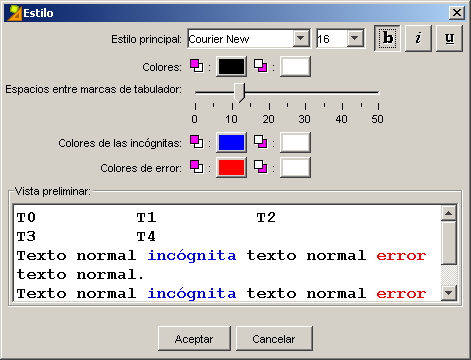 Estilo
Estilo principal: Courier New 16 b i u
Colores: : :
Espacios entre marcas de tabulador:
0 10 20 30 40 50
Colores de las incógnitas: : :
Colores de error: : :
Vista preliminar:
T0 T1 T2
T3 T4
Texto normal incógnita texto normal error
texto normal.
Texto normal incógnita texto normal error
Aceptar Cancelar